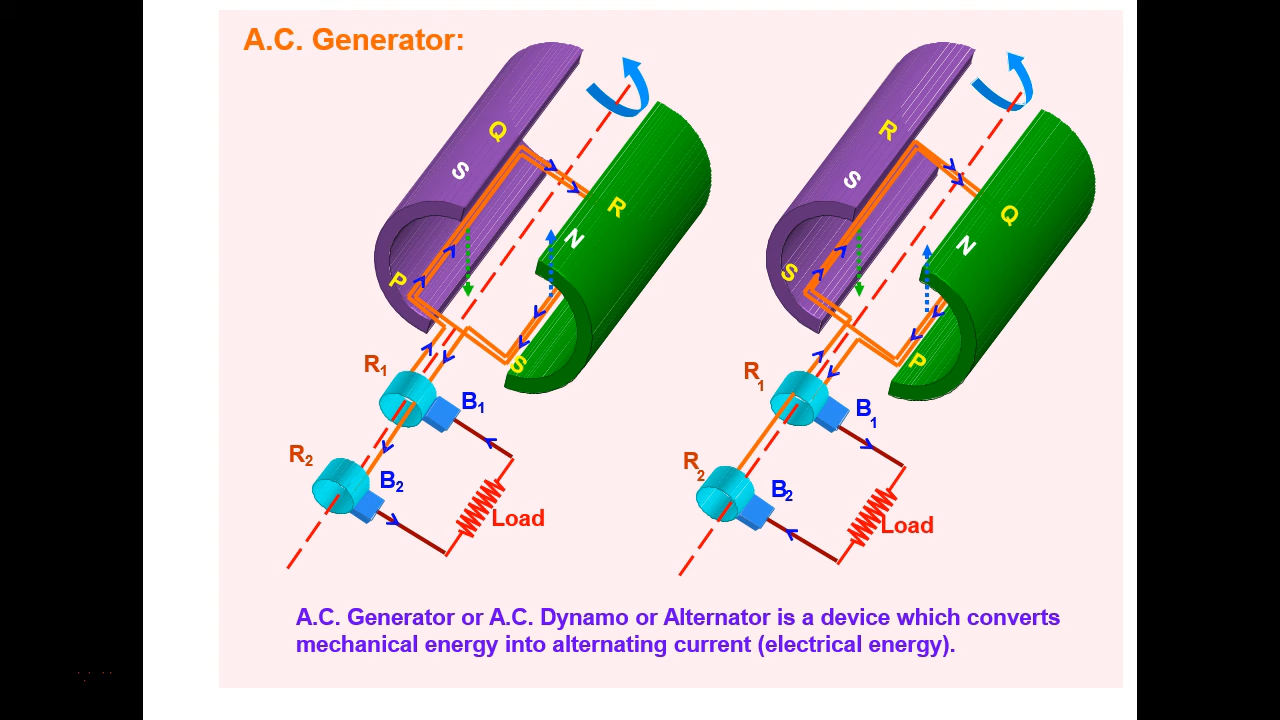 A.C. Generator:
Q
S
R
N
P
S
R1
B1
R2
B2
Load
R
S
Q
N
S
P
R1
B1
R2
B2
Load
A.C. Generator or A.C. Dynamo or Alternator is a device which converts
mechanical energy into alternating current (electrical energy).